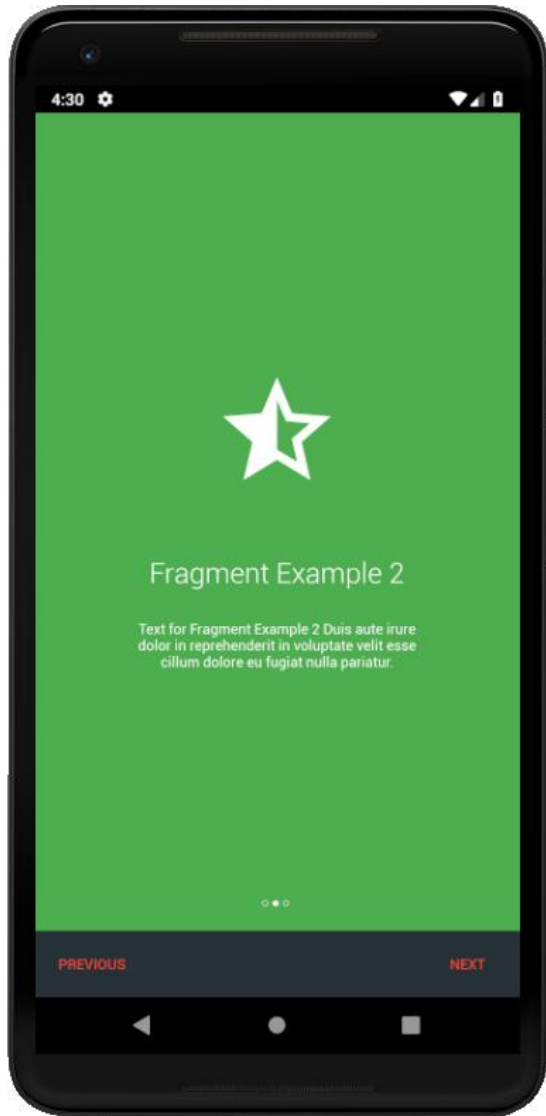 4:30
Fragment Example 2
Text for Fragment Example 2 Duis aute irure
dolor in reprehenderit in voluptate velit esse
cillum dolore eu fugiat nulla pariatur.
PREVIOUS
NEXT